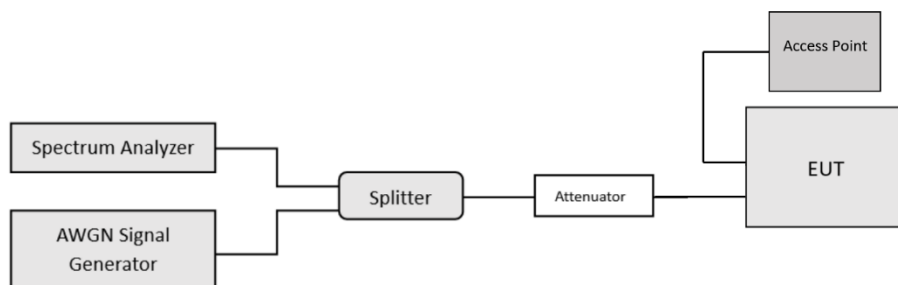 Access Point
Spectrum Analyzer
EUT
Splitter
Attenuator
AWGN Signal
Generator